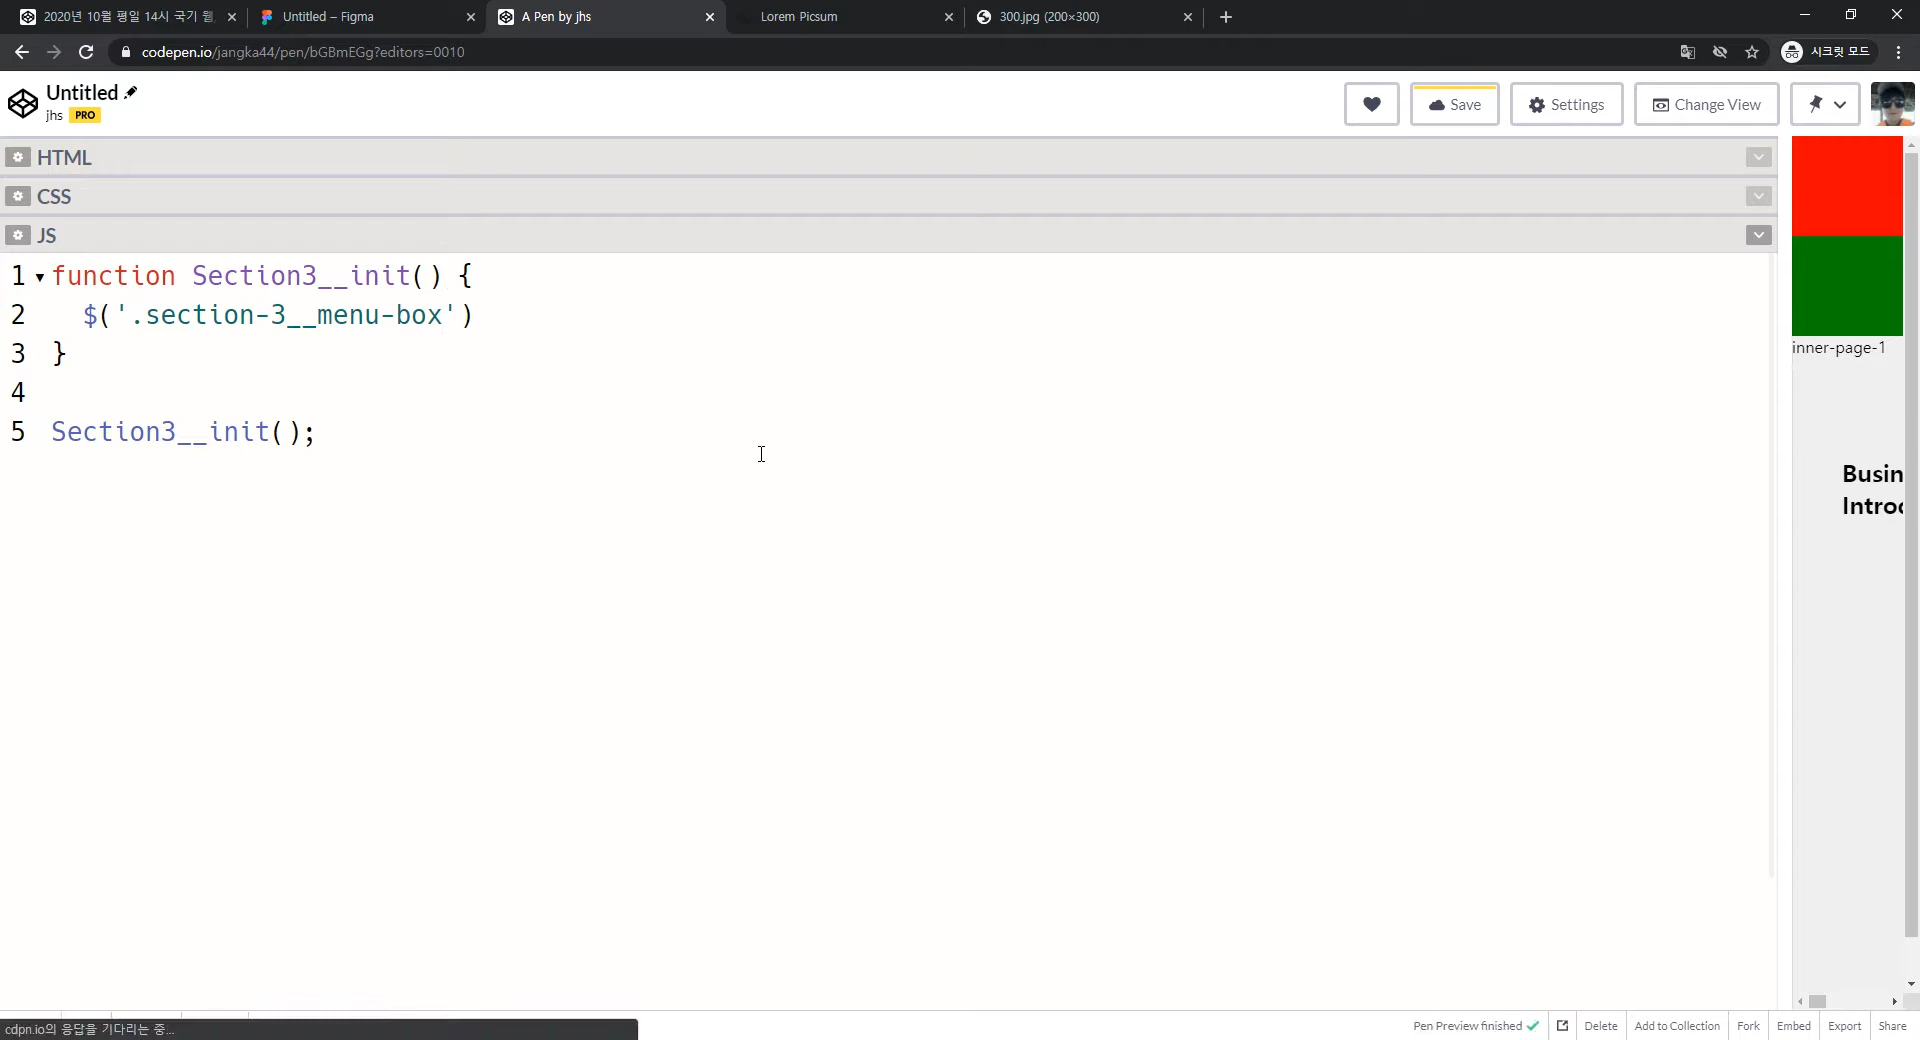 2020년 10월 평일 14시 국기 웹
Untitled – Figma
A Pen by jhs
Lorem Picsum
300.jpg (200×300)
codepen.io/jangka44/pen/bGBmEGg?editors=0010
시크릿 모드
Untitled
jhs PRO
Save
Settings
Change View
HTML
CSS
JS
1 function Section3__init() {
2 $('.section-3__menu-box')
3 }
4
5 Section3__init();
inner-page-1
Busin
Introd
cdpn.io의 응답을 기다리는 중...
Pen Preview finished
Delete
Add to Collection
Fork
Embed
Export
Share